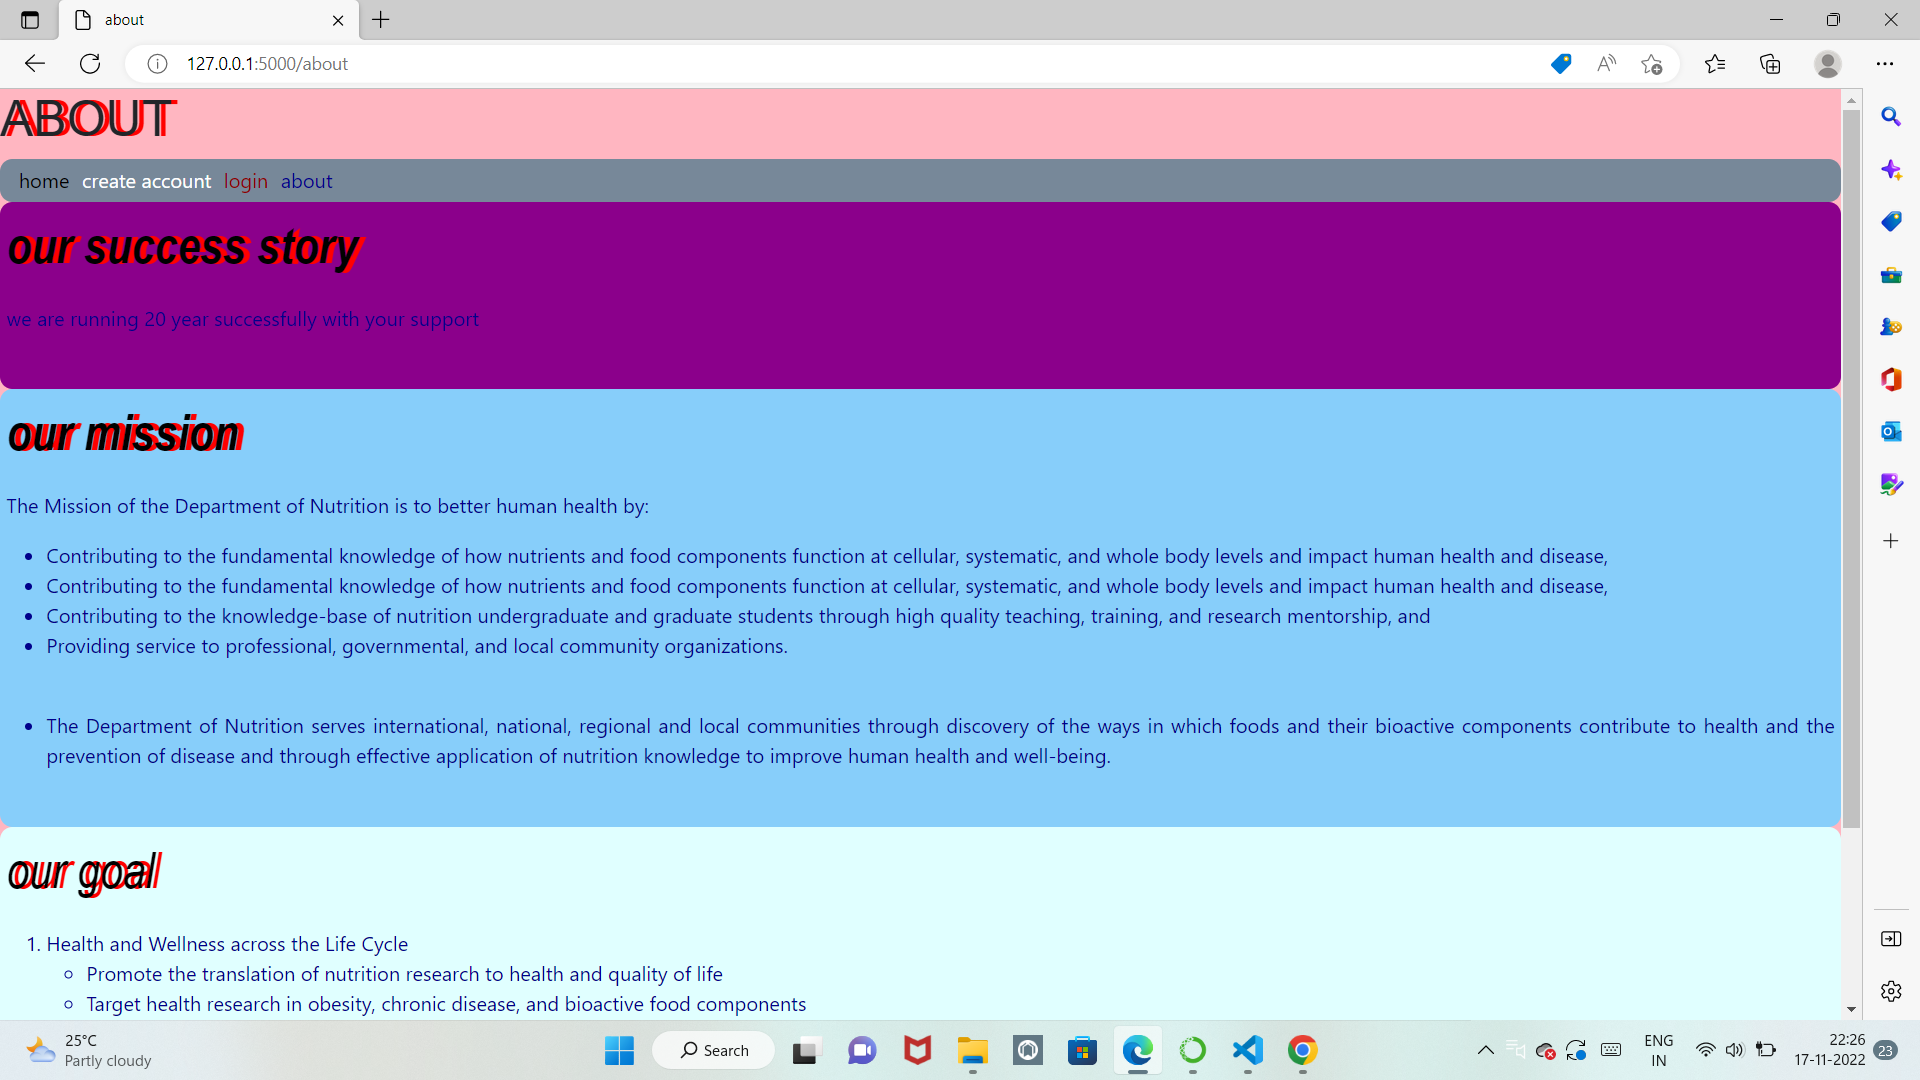 about
127.0.0.1:5000/about
ABOUT
home create account login about
our success story
we are running 20 year successfully with your support
our mission
The Mission of the Department of Nutrition is to better human health by:
• Contributing to the fundamental knowledge of how nutrients and food components function at cellular, systematic, and whole body levels and impact human health and disease,
• Contributing to the fundamental knowledge of how nutrients and food components function at cellular, systematic, and whole body levels and impact human health and disease,
• Contributing to the knowledge-base of nutrition undergraduate and graduate students through high quality teaching, training, and research mentorship, and
• Providing service to professional, governmental, and local community organizations.
• The Department of Nutrition serves international, national, regional and local communities through discovery of the ways in which foods and their bioactive components contribute to health and the
prevention of disease and through effective application of nutrition knowledge to improve human health and well-being.
our goal
1. Health and Wellness across the Life Cycle
◦ Promote the translation of nutrition research to health and quality of life
◦ Target health research in obesity, chronic disease, and bioactive food components
25°C
Partly cloudy
Search
ENG
IN
22:26
17-11-2022
23